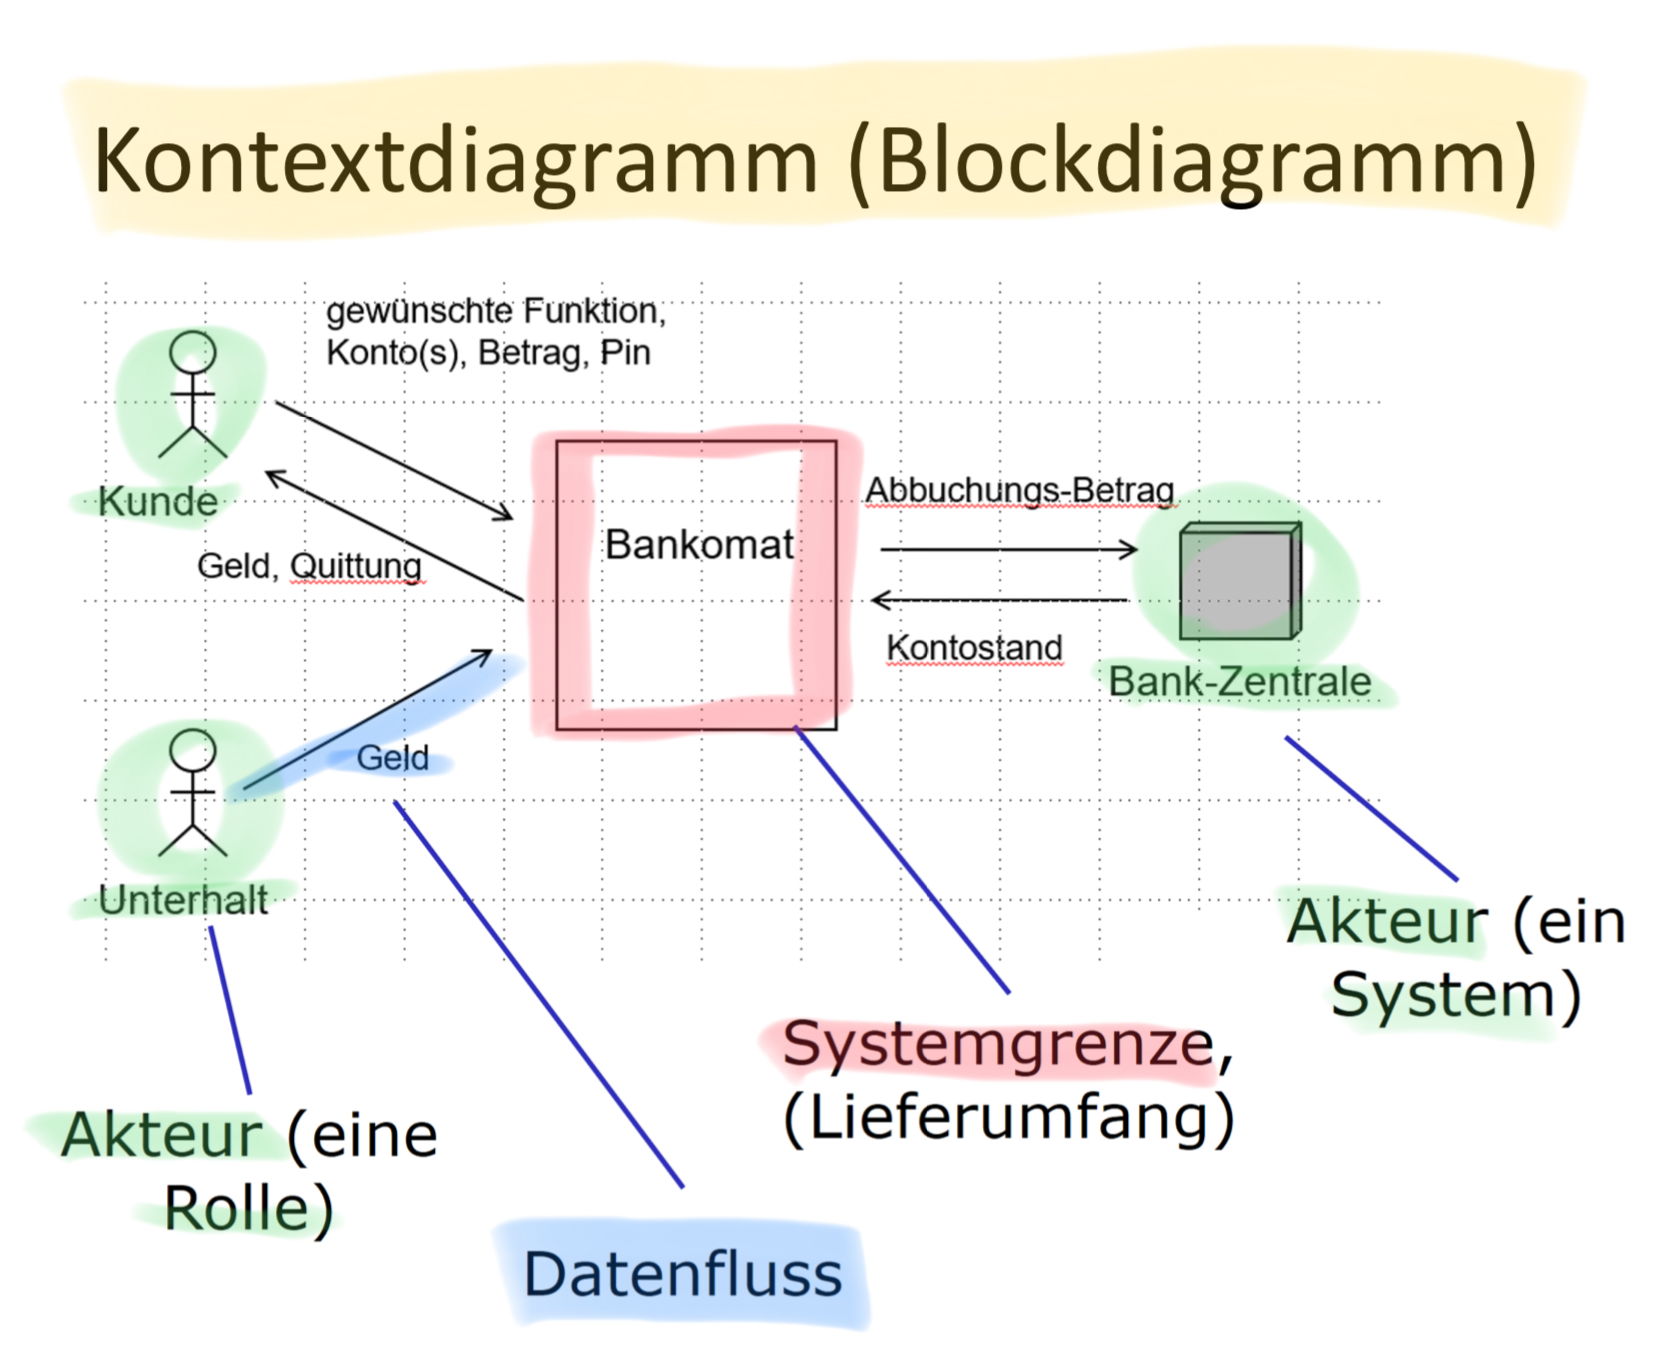 Kontextdiagramm (Blockdiagramm)
gewünschte Funktion,
Konto(s), Betrag, Pin
Kunde
Geld, Quittung
Bankomat
Abbuchungs-Betrag
Kontostand
Bank-Zentrale
Geld
Unterhalt
Akteur (ein
System)
Systemgrenze,
(Lieferumfang)
Akteur (eine
Rolle)
Datenfluss